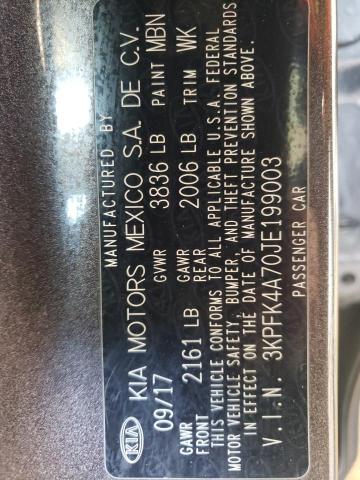 MANUFACTURED BY
KIA KIA MOTORS MEXICO S.A. DE C.V.
09/17 GVWR 3836 LB PAINT MBN
GAWR FRONT 2161 LB GAWR REAR 2006 LB TRIM WK
THIS VEHICLE CONFORMS TO ALL APPLICABLE U.S.A. FEDERAL
MOTOR VEHICLE SAFETY, BUMPER, AND THEFT PREVENTION STANDARDS
IN EFFECT ON THE DATE OF MANUFACTURE SHOWN ABOVE.
V.I.N. 3KPFK4A70JE199003
PASSENGER CAR